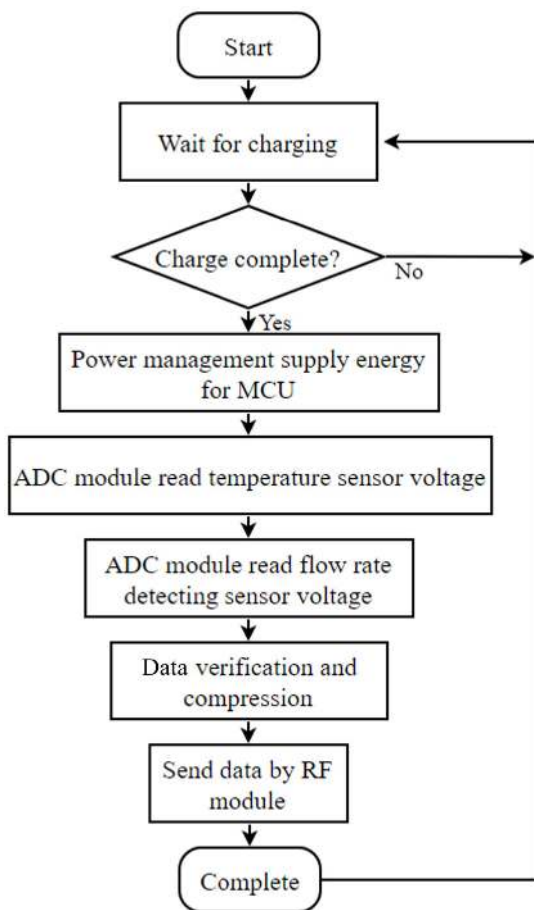 Start
Wait for charging
Charge complete?
No
Yes
Power management supply energy
for MCU
ADC module read temperature sensor voltage
ADC module read flow rate
detecting sensor voltage
Data verification and
compression
Send data by RF
module
Complete